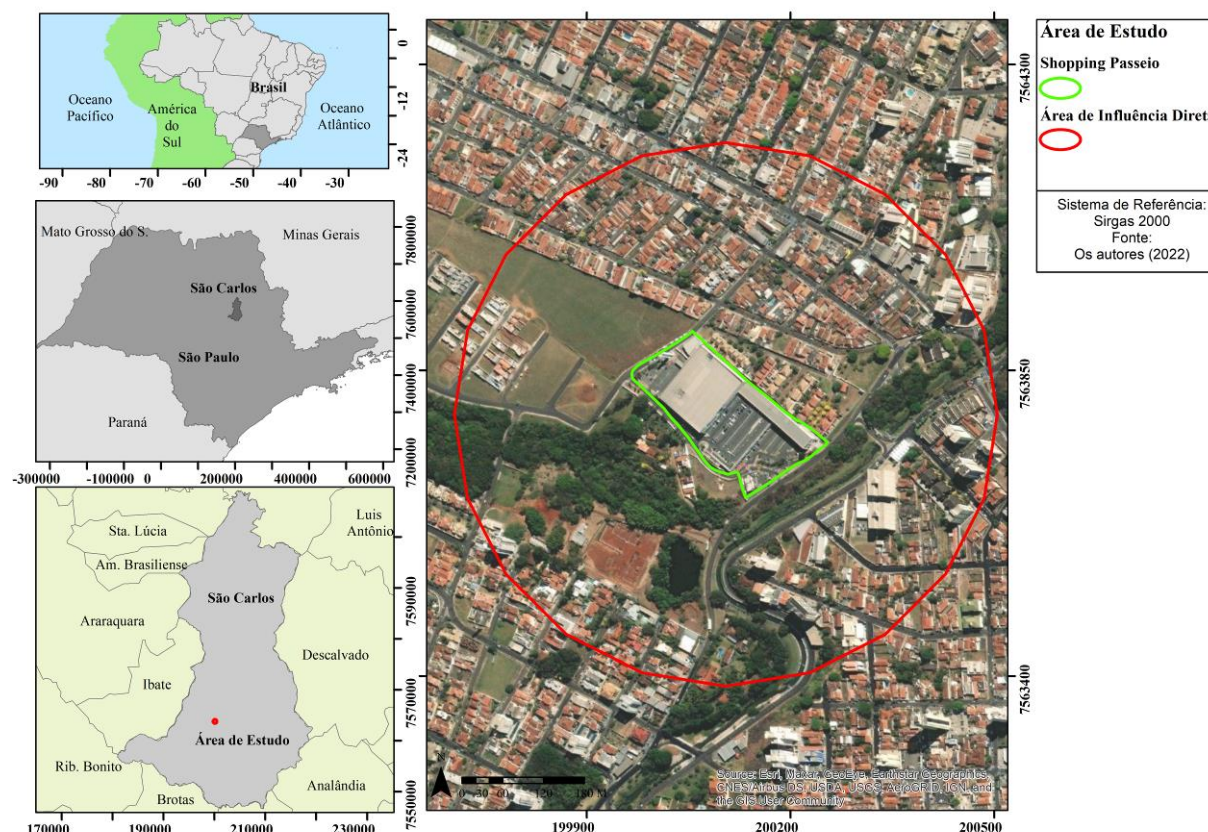 0
-12
-24
Oceano
Pacífico
América
do
Sul
Brasil
Oceano
Atlântico
-90
-80
-70
-60
-50
-40
-30
Mato Grosso do S.
Minas Gerais
São Carlos
São Paulo
Paraná
7800000
7600000
7400000
7200000
-300000
-100000
0
200000
400000
600000
Sta. Lúcia
Luis
Antônio
Am. Brasiliense
São Carlos
Araraquara
Descalvado
Ibate
Área de Estudo
Rib. Bonito
Analândia
Brotas
7590000
7570000
7550000
170000
190000
210000
230000
7564300
7563850
7563400
N
0 30 60 120 180 M
Source: Esri, Maxar, GeoEye, Earthstar Geographics,
CNES/Airbus DS, USDA, USGS, AeroGRID, IGN, and
the GIS User Community
199900
200200
200500
Área de Estudo
Shopping Passeio
Área de Influência Diret
Sistema de Referência:
Sirgas 2000
Fonte:
Os autores (2022)